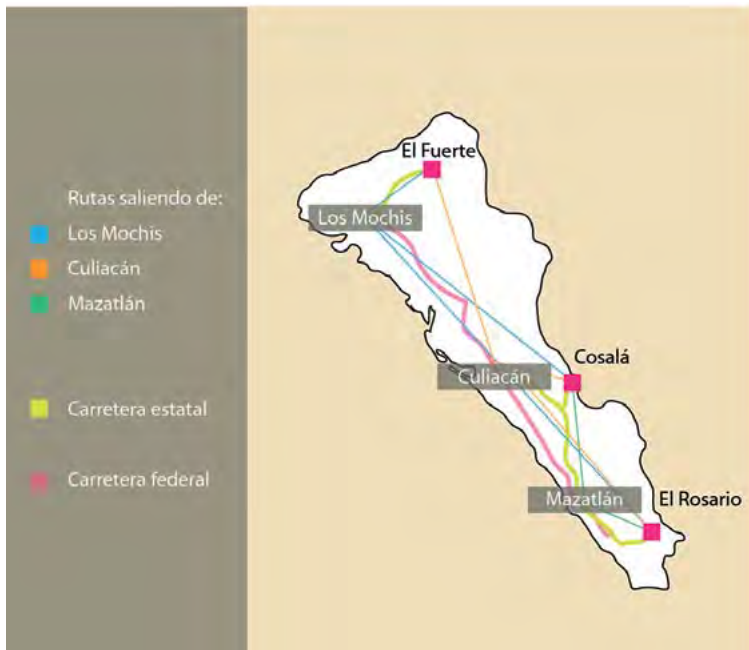 Rutas saliendo de:
Los Mochis
Culiacán
Mazatlán
Carretera estatal
Carretera federal
El Fuerte
Los Mochis
Cosalá
Culiacán
Mazatlán
El Rosario